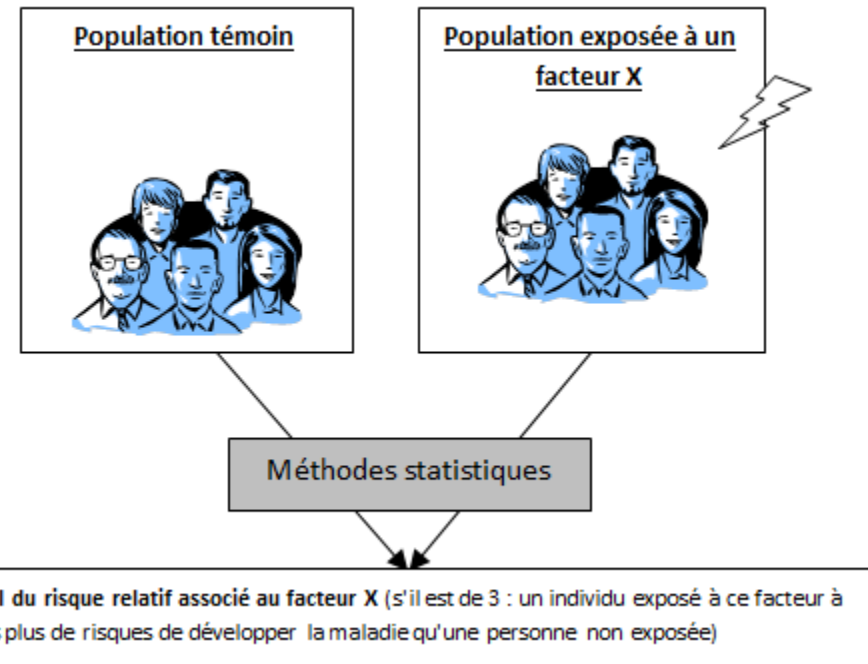 Population témoin
Population exposée à un
facteur X
Méthodes statistiques
du risque relatif associé au facteur X (s'il est de 3 : un individu exposé à ce facteur à
plus de risques de développer la maladie qu'une personne non exposée)